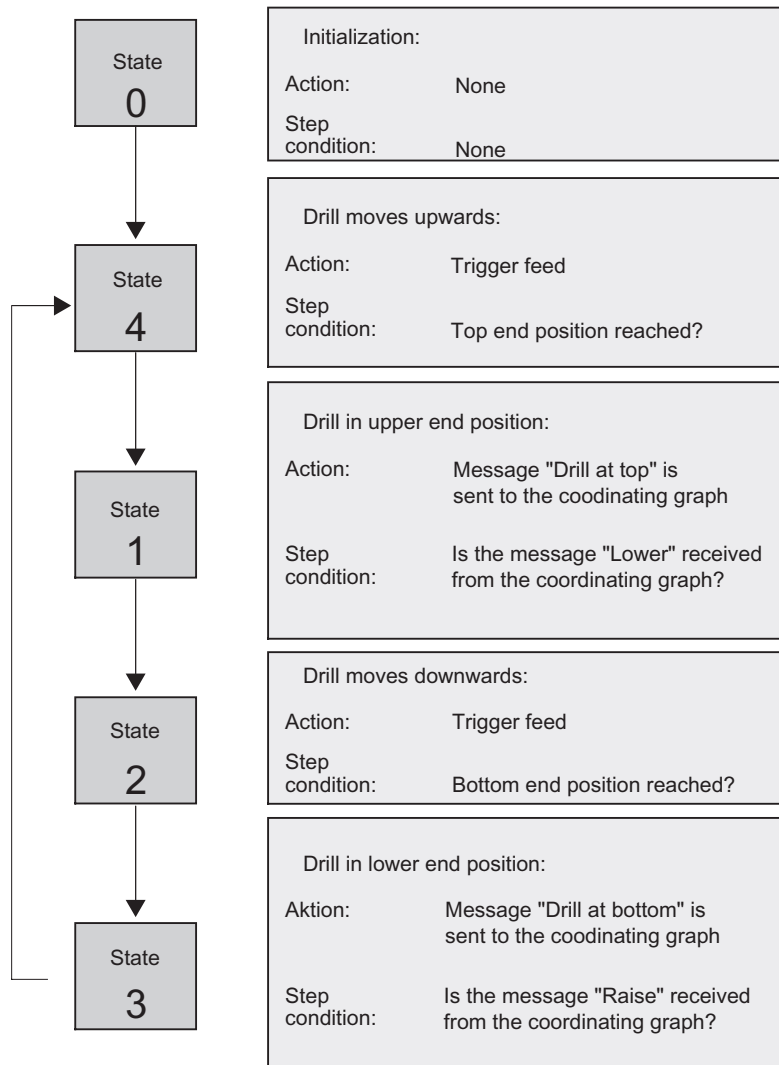 State
0
Initialization:
Action: None
Step
condition: None
State
4
Drill moves upwards:
Action: Trigger feed
Step
condition: Top end position reached?
State
1
Drill in upper end position:
Action: Message "Drill at top" is
sent to the coodinating graph
Step Is the message "Lower" received
condition: from the coordinating graph?
State
2
Drill moves downwards:
Action: Trigger feed
Step
condition: Bottom end position reached?
State
3
Drill in lower end position:
Aktion: Message "Drill at bottom" is
sent to the coodinating graph
Step Is the message "Raise" received
condition: from the coordinating graph?